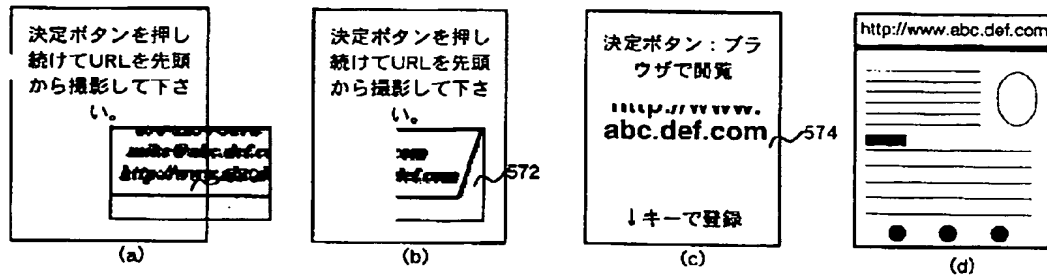 決定ボタンを押し
続けてURLを先頭
から撮影して下さ
い。
(a)
決定ボタンを押し
続けてURLを先頭
から撮影して下さ
い。
572
(b)
決定ボタン：ブラ
ウザで閲覧
http://www.
abc.def.com
574
↓キーで登録
(c)
http://www.abc.def.com
(d)